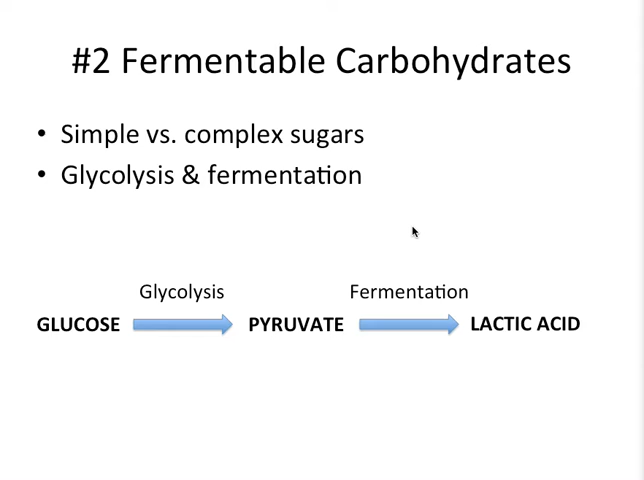 #2 Fermentable Carbohydrates
• Simple vs. complex sugars
• Glycolysis & fermentation
Glycolysis Fermentation
GLUCOSE PYRUVATE LACTIC ACID